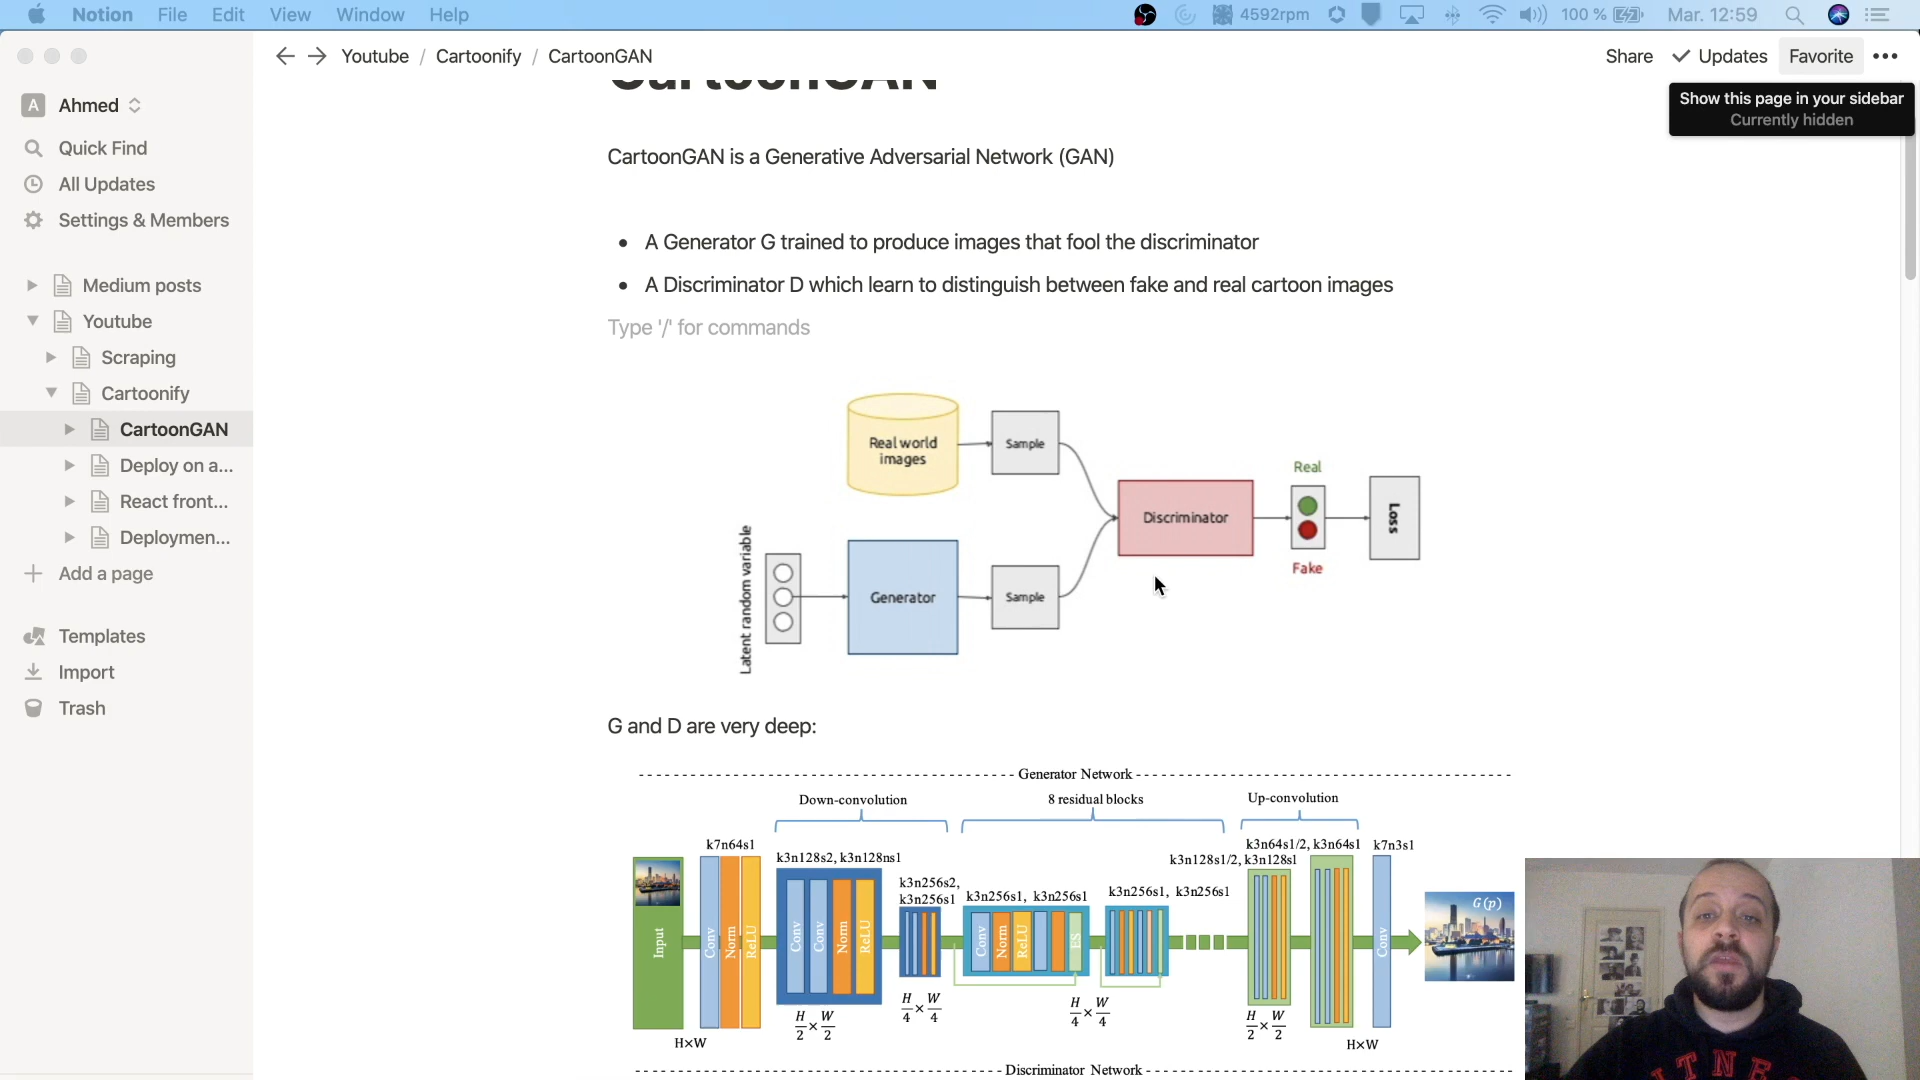 Notion File Edit View Window Help 4592rpm 100 % Mar. 12:59
Youtube / Cartoonify / CartoonGAN Share Updates Favorite
Show this page in your sidebar
Currently hidden
A Ahmed
Quick Find
All Updates
Settings & Members
Medium posts
Youtube
Scraping
Cartoonify
CartoonGAN
Deploy on a...
React front...
Deploymen...
Add a page
Templates
Import
Trash
CartoonGAN
CartoonGAN is a Generative Adversarial Network (GAN)
• A Generator G trained to produce images that fool the discriminator
• A Discriminator D which learn to distinguish between fake and real cartoon images
Type '/' for commands
Real world
images
Sample
Latent random variable
Generator
Sample
Discriminator
Real
Fake
Loss
G and D are very deep:
Generator Network
Down-convolution
8 residual blocks
Up-convolution
k7n64s1
k3n128s2, k3n128ns1
k3n256s2,
k3n256s1
k3n256s1, k3n256s1
k3n256s1, k3n256s1
k3n128s1/2, k3n128s1
k3n64s1/2, k3n64s1
k7n3s1
Input
Conv
Norm
ReLU
Conv
Conv
Norm
ReLU
Conv
Norm
ReLU
ES
Conv
G(p)
H×W
H/2 × W/2
H/4 × W/4
H/4 × W/4
H/2 × W/2
H×W
Discriminator Network
TNE